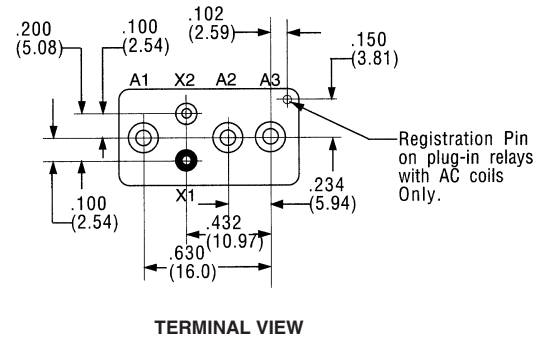 .102
(2.59)
.200
(5.08)
.100
(2.54)
.150
(3.81)
A1 X2 A2 A3
Registration Pin
on plug-in relays
with AC coils
Only.
X1
.234
(5.94)
.100
(2.54)
.432
(10.97)
.630
(16.0)
TERMINAL VIEW